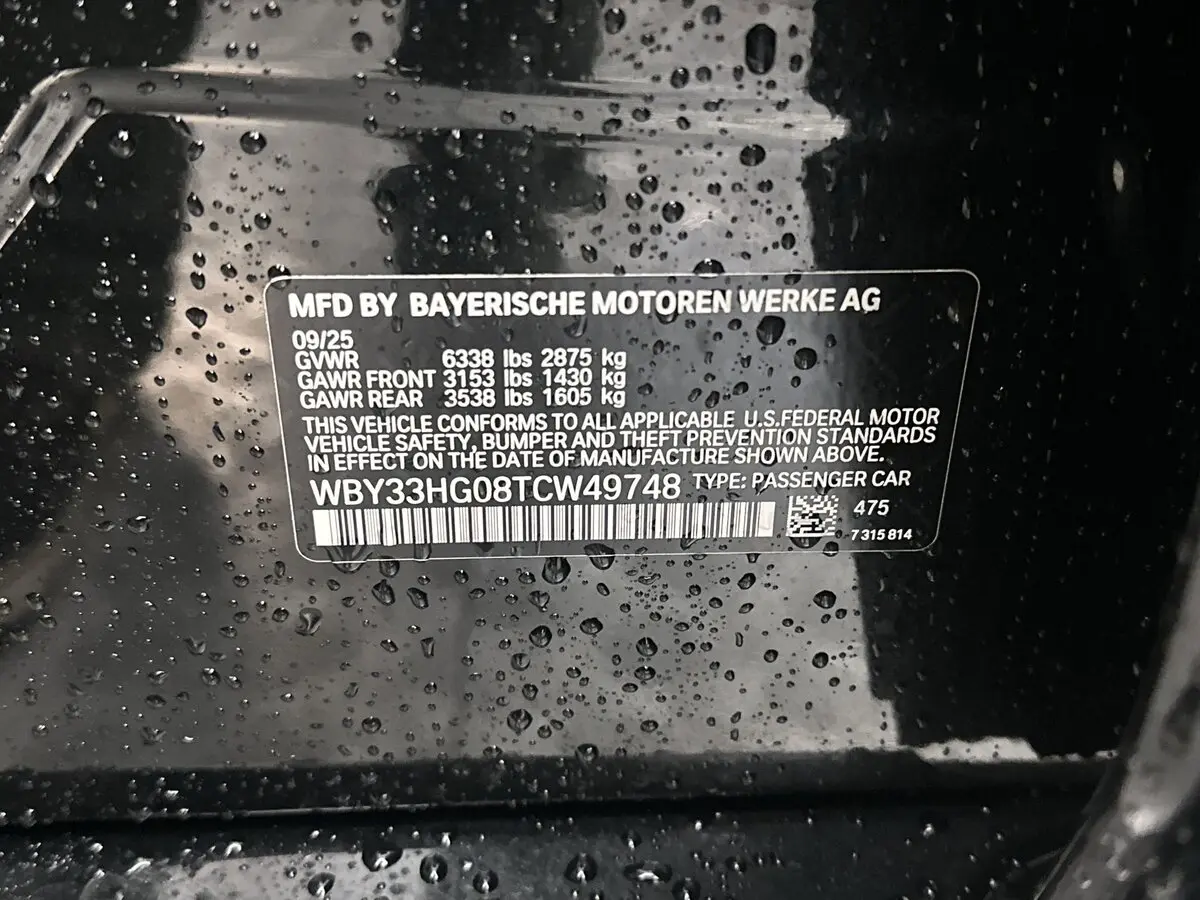 MFD BY BAYERISCHE MOTOREN WERKE AG
09/25
GVWR 6338 lbs 2875 kg
GAWR FRONT 3153 lbs 1430 kg
GAWR REAR 3538 lbs 1605 kg
THIS VEHICLE CONFORMS TO ALL APPLICABLE U.S.FEDERAL MOTOR
VEHICLE SAFETY, BUMPER AND THEFT PREVENTION STANDARDS
IN EFFECT ON THE DATE OF MANUFACTURE SHOWN ABOVE.
WBY33HG08TCW49748 TYPE: PASSENGER CAR
475
7 315 814